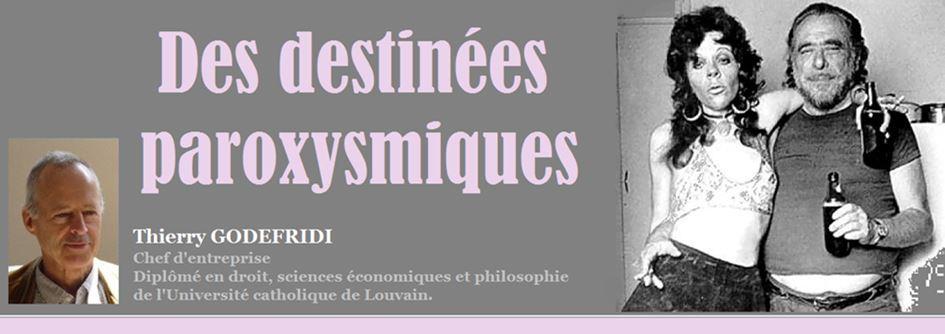 Des destinées
paroxysmiques
Thierry GODEFRIDI
Chef d'entreprise
Diplômé en droit, sciences économiques et philosophie
de l'Université catholique de Louvain.